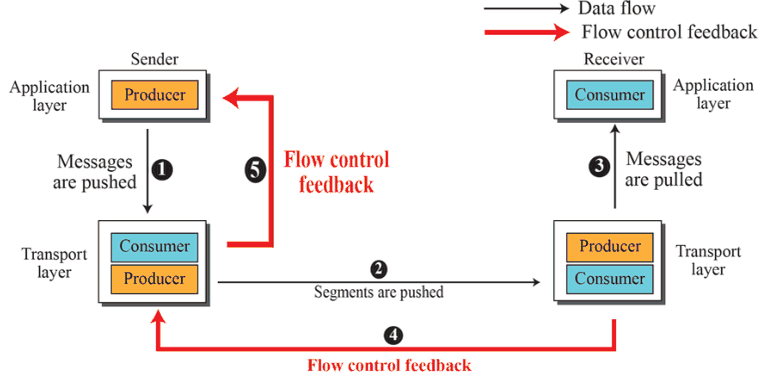 Data flow
Flow control feedback
Sender
Receiver
Application
layer
Producer
Consumer
Application
layer
Messages
are pushed
1
5
Flow control
feedback
3
Messages
are pulled
Transport
layer
Consumer
Producer
2
Segments are pushed
Producer
Consumer
Transport
layer
4
Flow control feedback